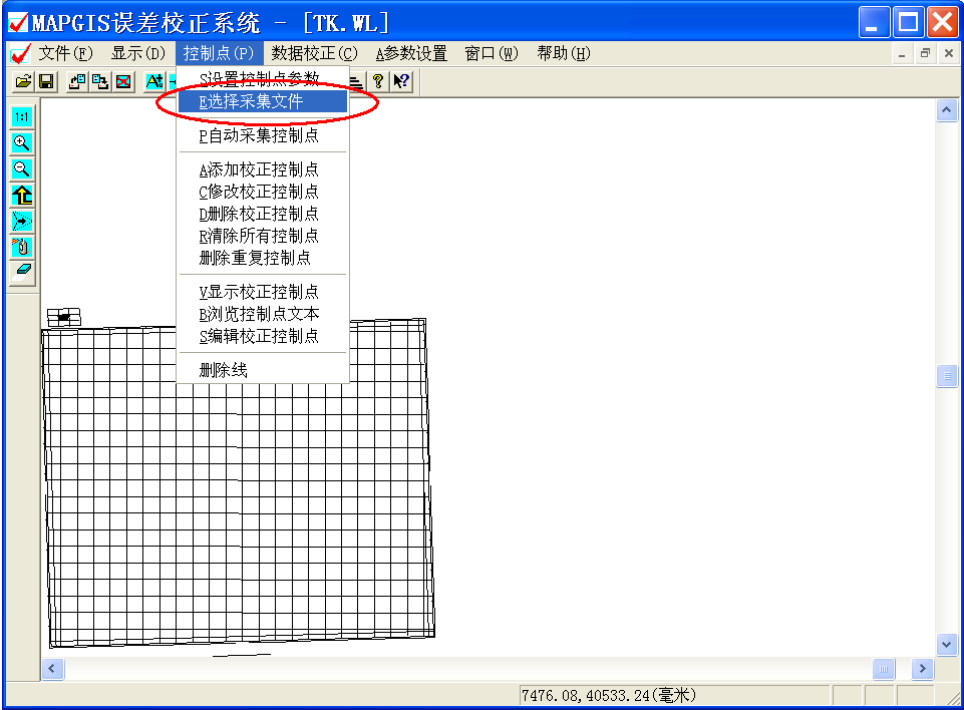 MAPGIS误差校正系统 - [TK.WL]
文件(F) 显示(D) 控制点(P) 数据校正(C) A参数设置 窗口(W) 帮助(H)
S设置控制点参数
E选择采集文件
P自动采集控制点
A添加校正控制点
C修改校正控制点
D删除校正控制点
R清除所有控制点
删除重复控制点
V显示校正控制点
B浏览控制点文本
S编辑校正控制点
删除线
1:1
7476.08,40533.24(毫米)